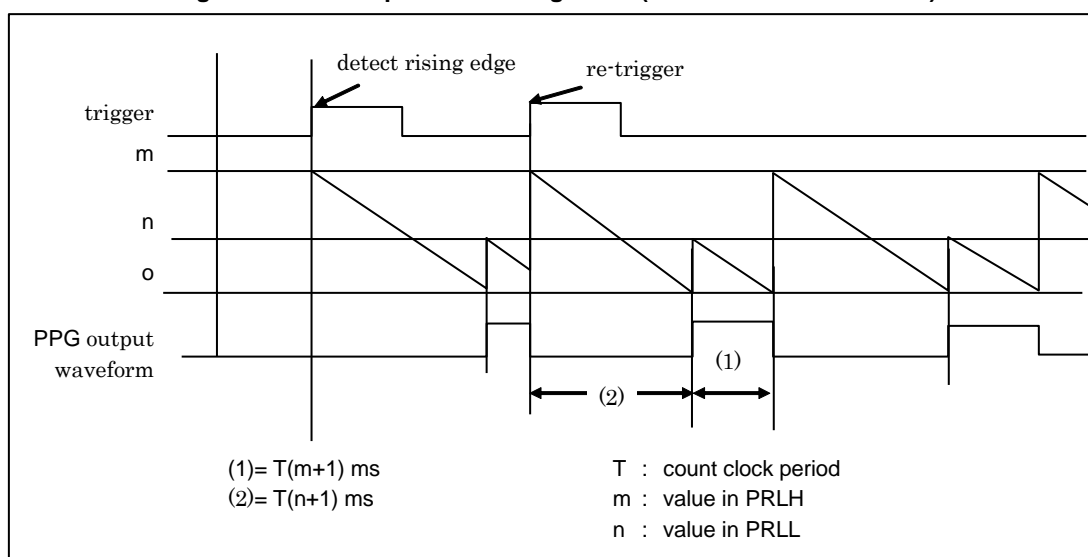 detect rising edge
re-trigger
trigger
m
n
o
PPG output
waveform
(1)
(2)
(1)= T(m+1) ms
(2)= T(n+1) ms
T : count clock period
m : value in PRLH
n : value in PRLL